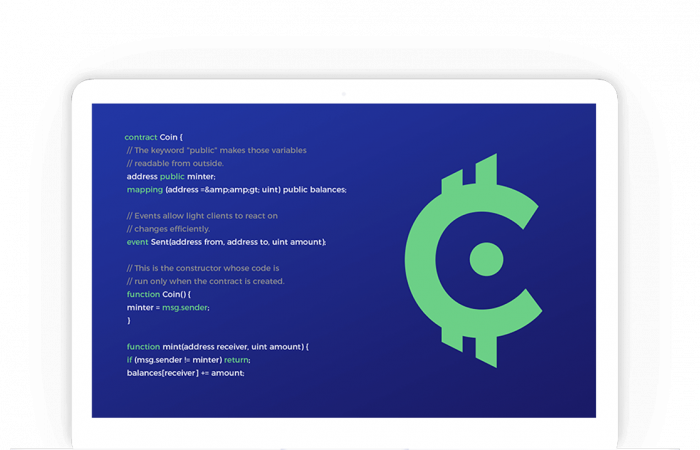 contract Coin {
// The keyword "public" makes those variables
// readable from outside.
address public minter;
mapping (address =&amp;amp;gt; uint) public balances;
// Events allow light clients to react on
// changes efficiently.
event Sent(address from, address to, uint amount);
// This is the constructor whose code is
// run only when the contract is created.
function Coin() {
minter = msg.sender;
}
function mint(address receiver, uint amount) {
if (msg.sender != minter) return;
balances[receiver] += amount;